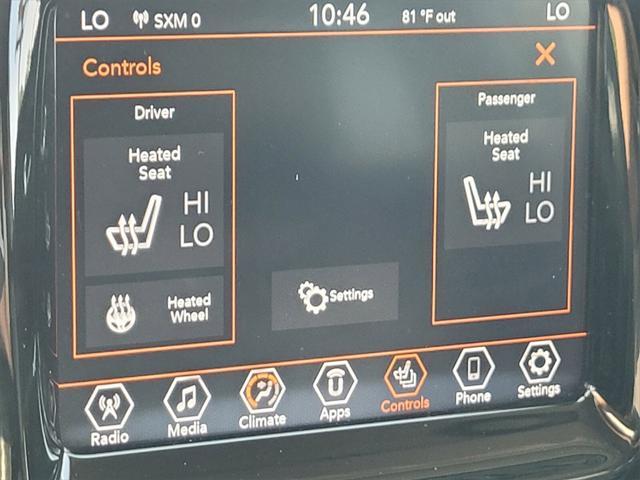 LO SXM 0 10:46 81 °F out LO
Controls
Driver
Heated
Seat
HI
LO
Heated
Wheel
Settings
Passenger
Heated
Seat
HI
LO
Radio Media Climate Apps Controls Phone Settings